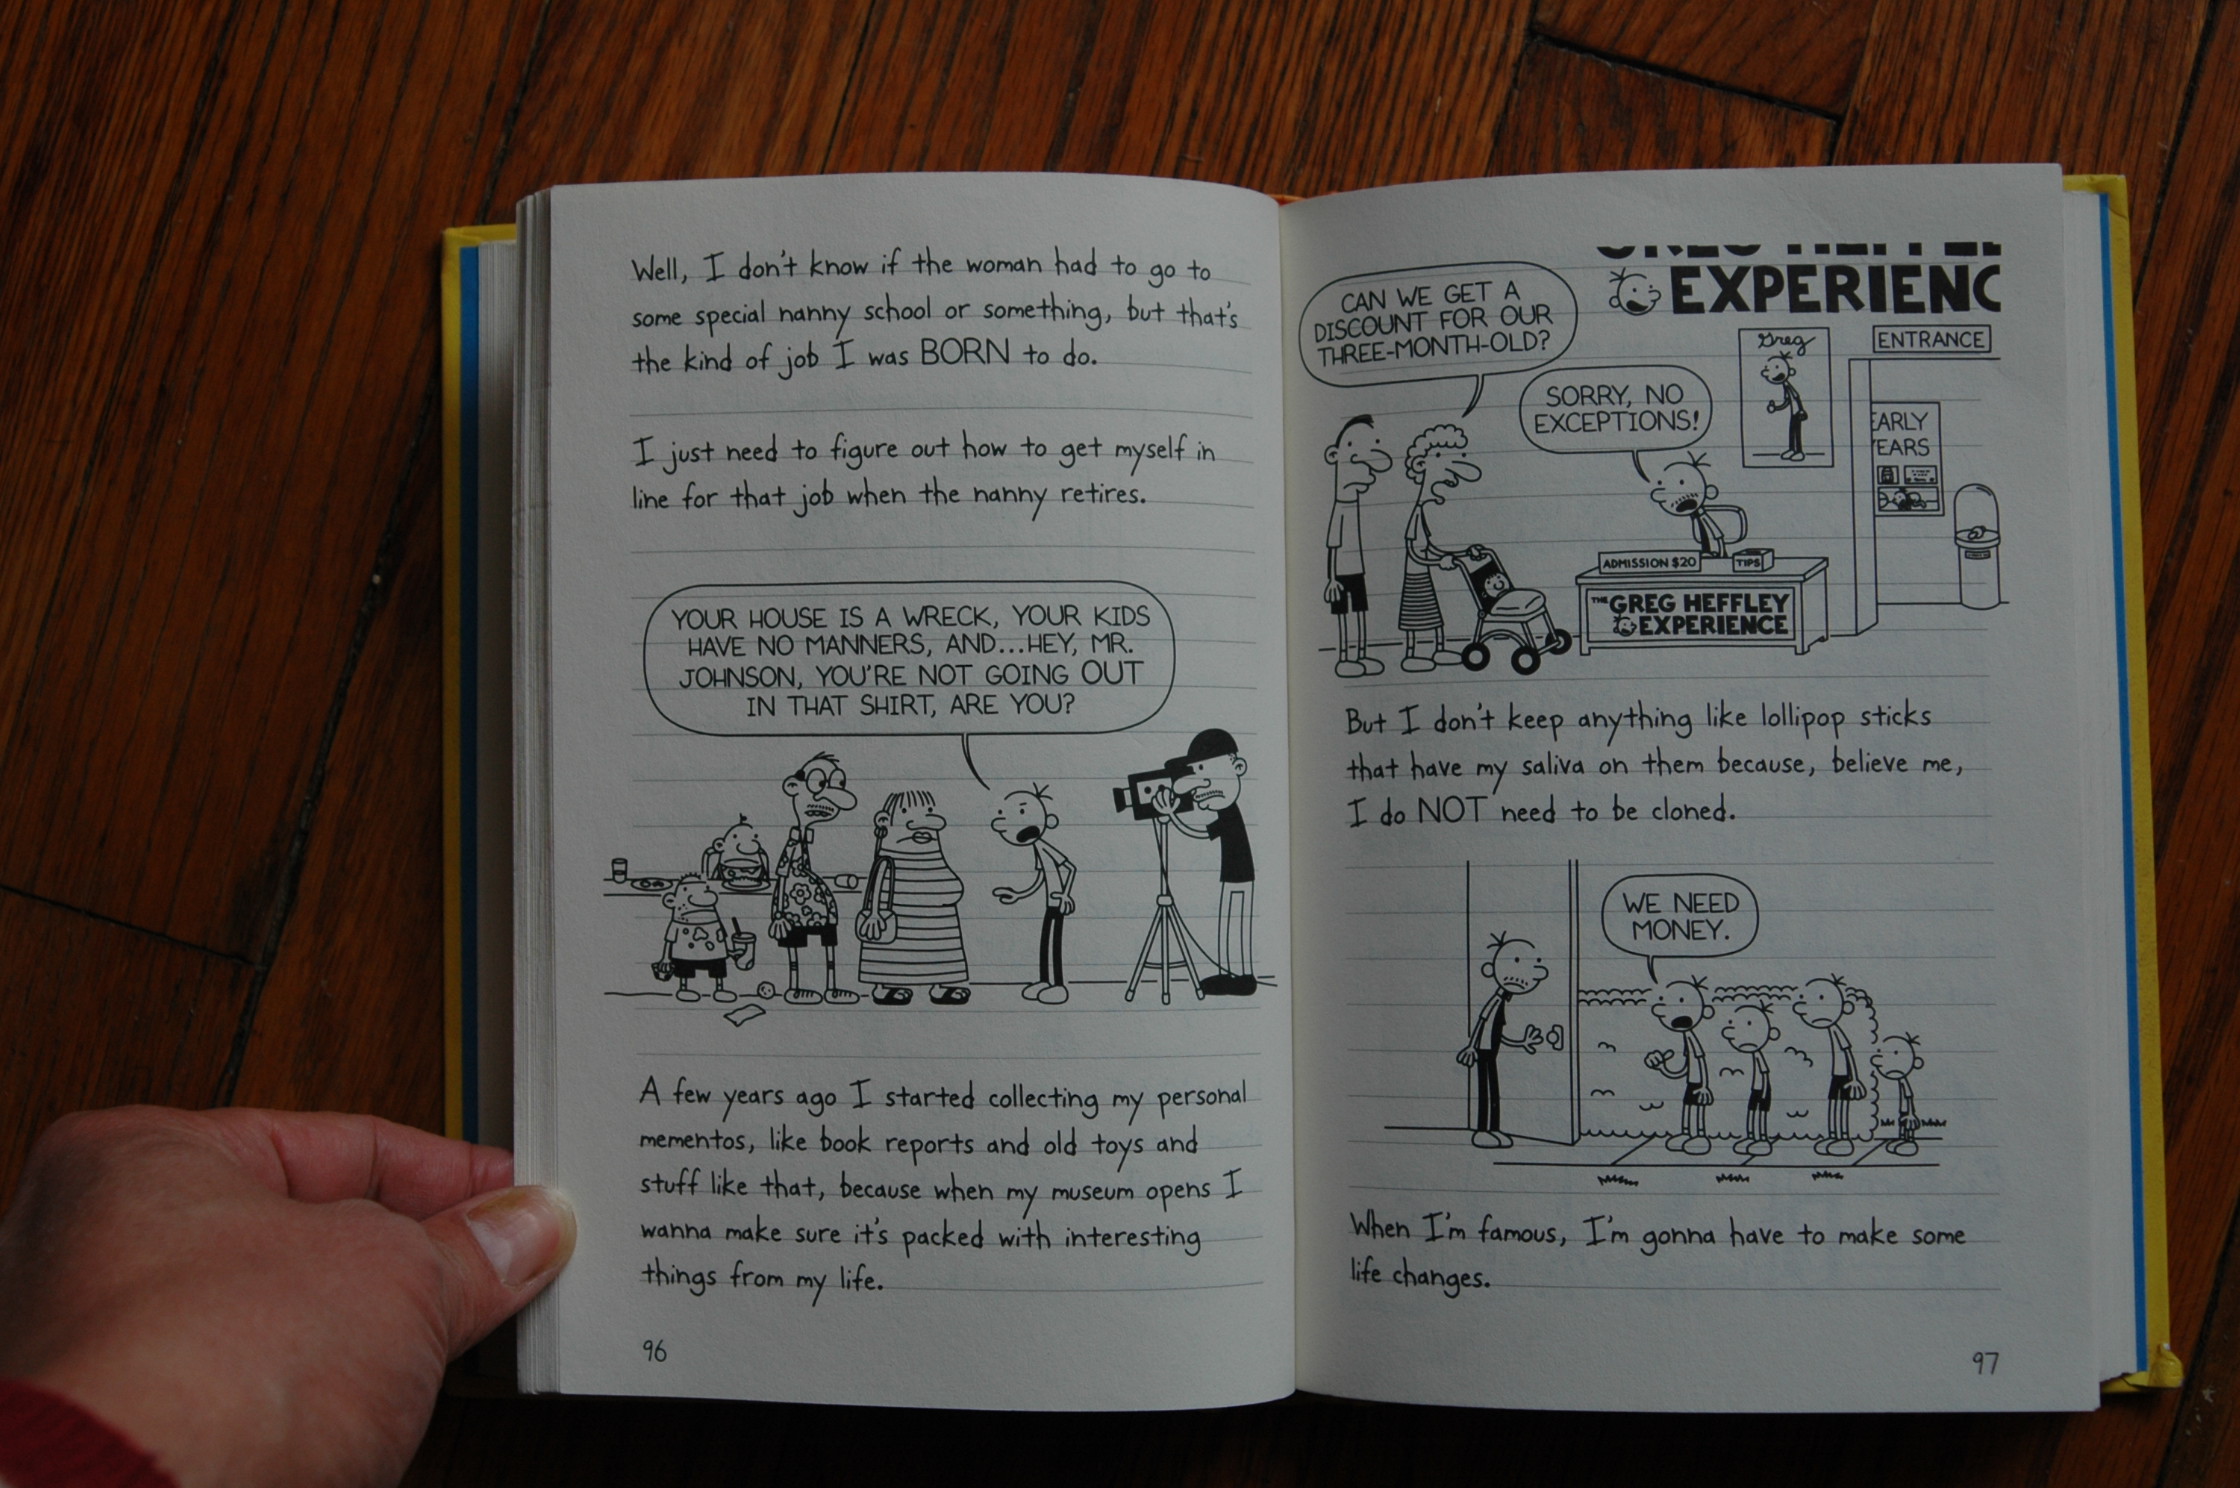 Well, I don't know if the woman had to go to
some special nanny school or something, but that's
the kind of job I was BORN to do.
I just need to figure out how to get myself in
line for that job when the nanny retires.
YOUR HOUSE IS A WRECK, YOUR KIDS
HAVE NO MANNERS, AND...HEY, MR.
JOHNSON, YOU'RE NOT GOING OUT
IN THAT SHIRT, ARE YOU?
A few years ago I started collecting my personal
mementos, like book reports and old toys and
stuff like that, because when my museum opens I
wanna make sure it's packed with interesting
things from my life.
96
EXPERIENC
CAN WE GET A
DISCOUNT FOR OUR
THREE-MONTH-OLD?
SORRY, NO
EXCEPTIONS!
Greg
ENTRANCE
EARLY
YEARS
ADMISSION $20
TIPS
THE GREG HEFFLEY
EXPERIENCE
But I don't keep anything like lollipop sticks
that have my saliva on them because, believe me,
I do NOT need to be cloned.
WE NEED
MONEY.
When I'm famous, I'm gonna have to make some
life changes.
97